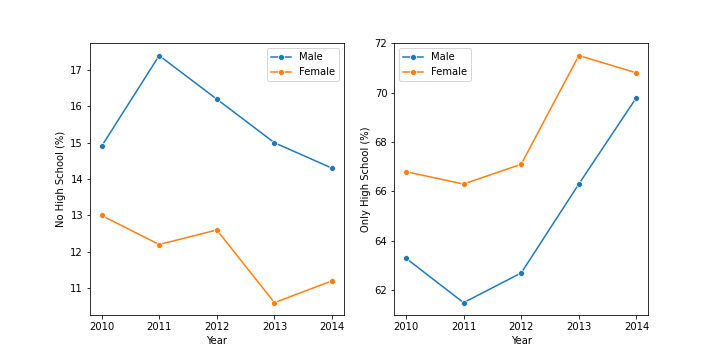 No High School (%)
17
16
15
14
13
12
11
2010 2011 2012 2013 2014
Year
Male
Female
Only High School (%)
72
70
68
66
64
62
2010 2011 2012 2013 2014
Year
Male
Female